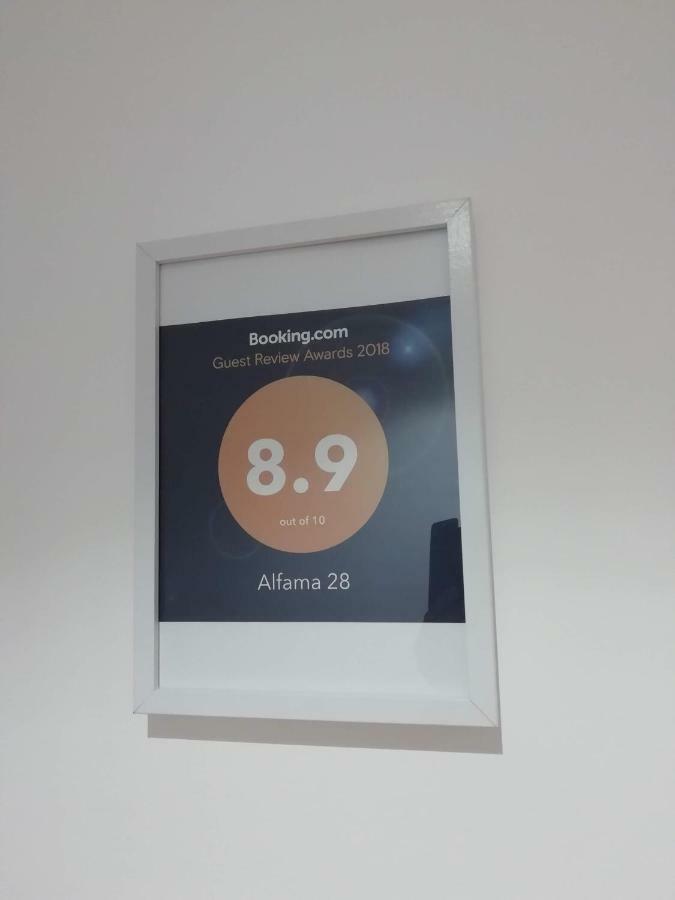 Booking.com
Guest Review Awards 2018
8.9
out of 10
Alfama 28